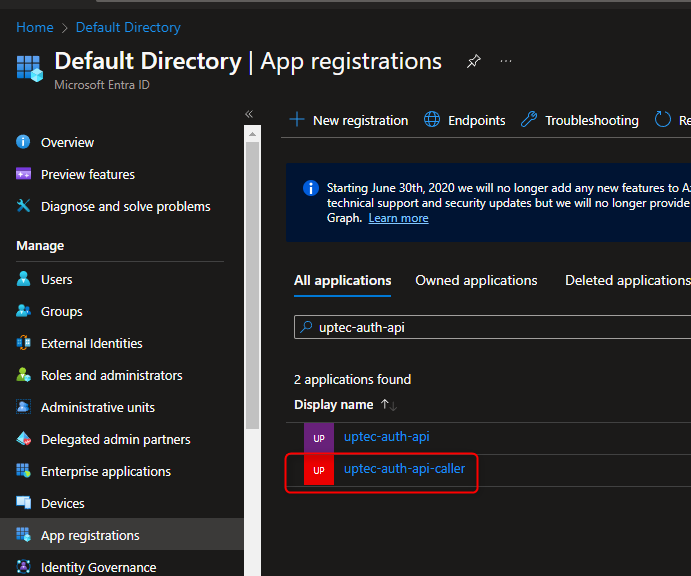 Home > Default Directory
Default Directory | App registrations
Microsoft Entra ID
Overview
Preview features
Diagnose and solve problems
Manage
Users
Groups
External Identities
Roles and administrators
Administrative units
Delegated admin partners
Enterprise applications
Devices
App registrations
Identity Governance
New registration Endpoints Troubleshooting Re
Starting June 30th, 2020 we will no longer add any new features to Az
technical support and security updates but we will no longer provide
Graph. Learn more
All applications Owned applications Deleted applications
uptec-auth-api
2 applications found
Display name
UP uptec-auth-api
UP uptec-auth-api-caller